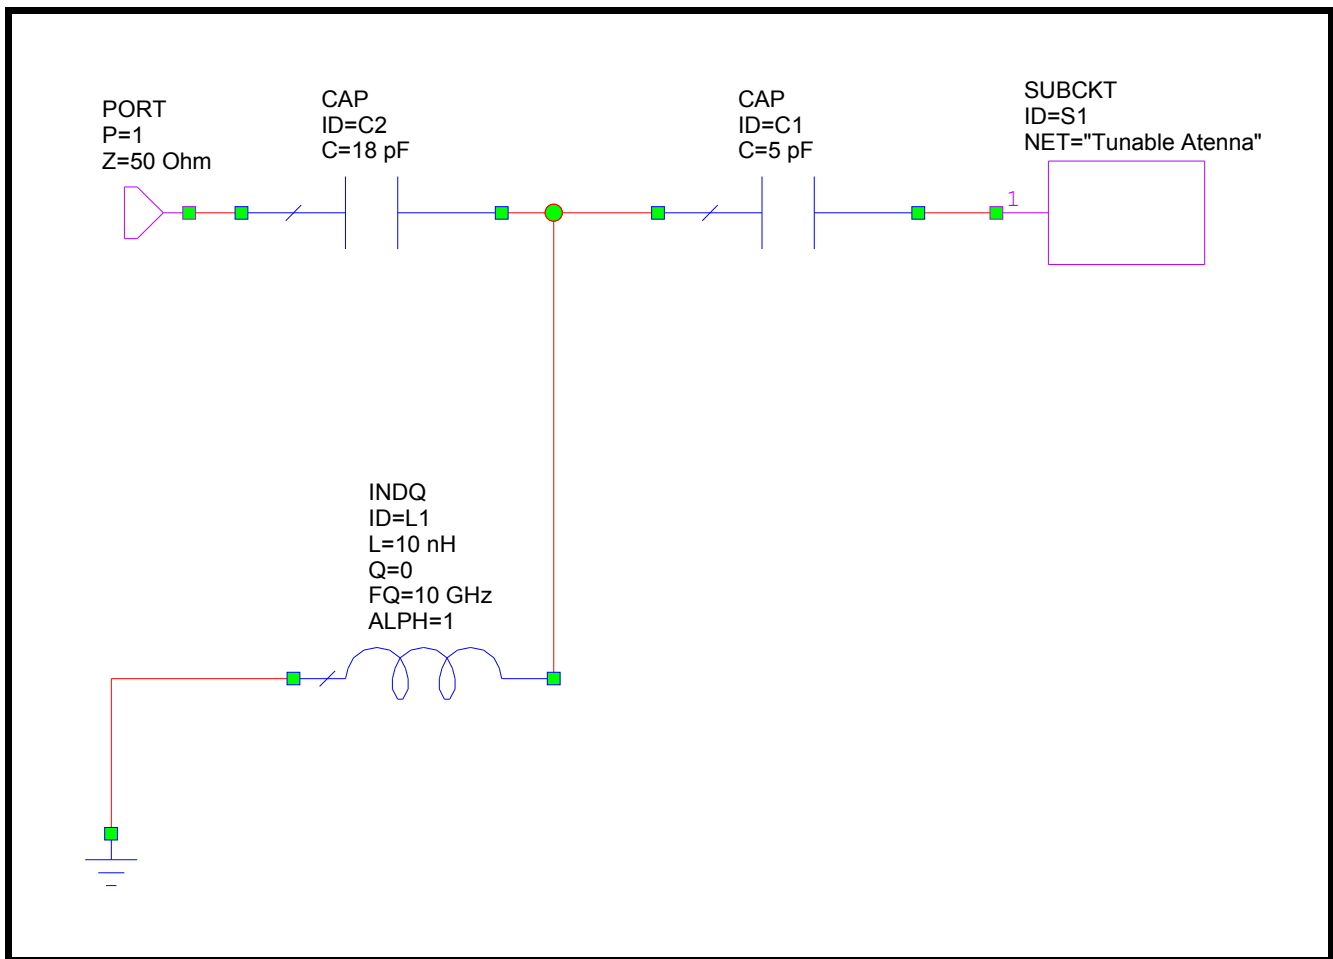 PORT
P=1
Z=50 Ohm
CAP
ID=C2
C=18 pF
CAP
ID=C1
C=5 pF
SUBCKT
ID=S1
NET="Tunable Atenna"
1
INDQ
ID=L1
L=10 nH
Q=0
FQ=10 GHz
ALPH=1